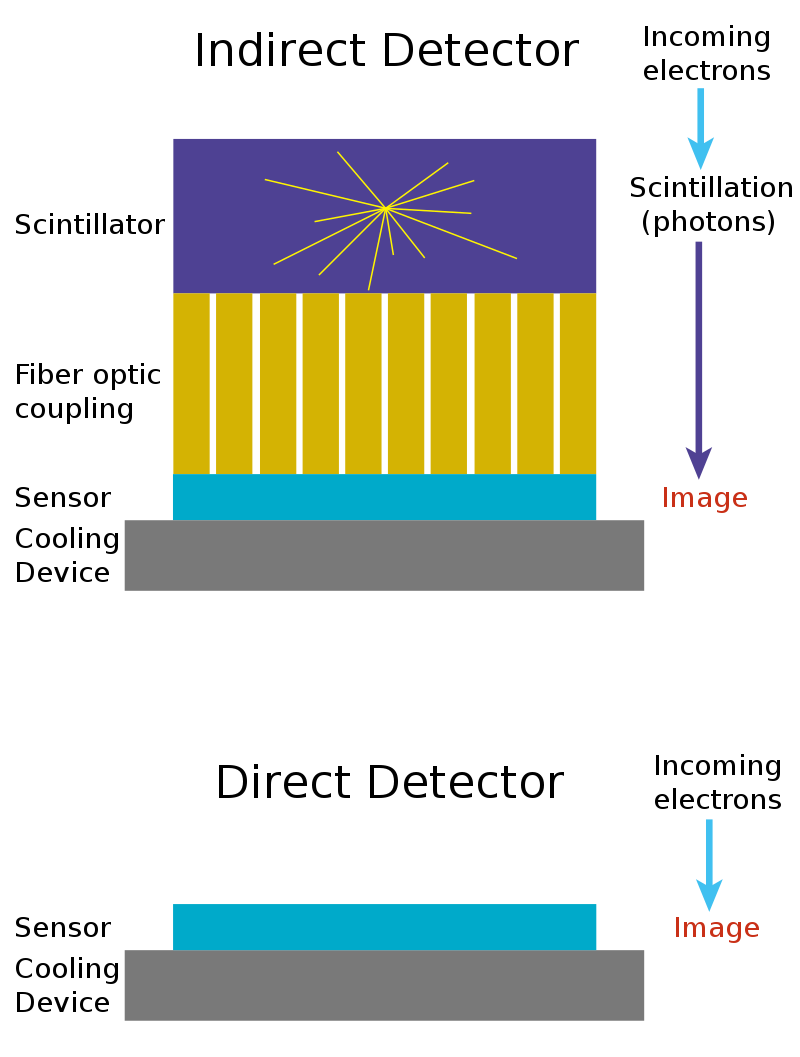 Indirect Detector
Incoming
electrons
Scintillation
(photons)
Scintillator
Fiber optic
coupling
Sensor
Image
Cooling
Device
Direct Detector
Incoming
electrons
Sensor
Image
Cooling
Device